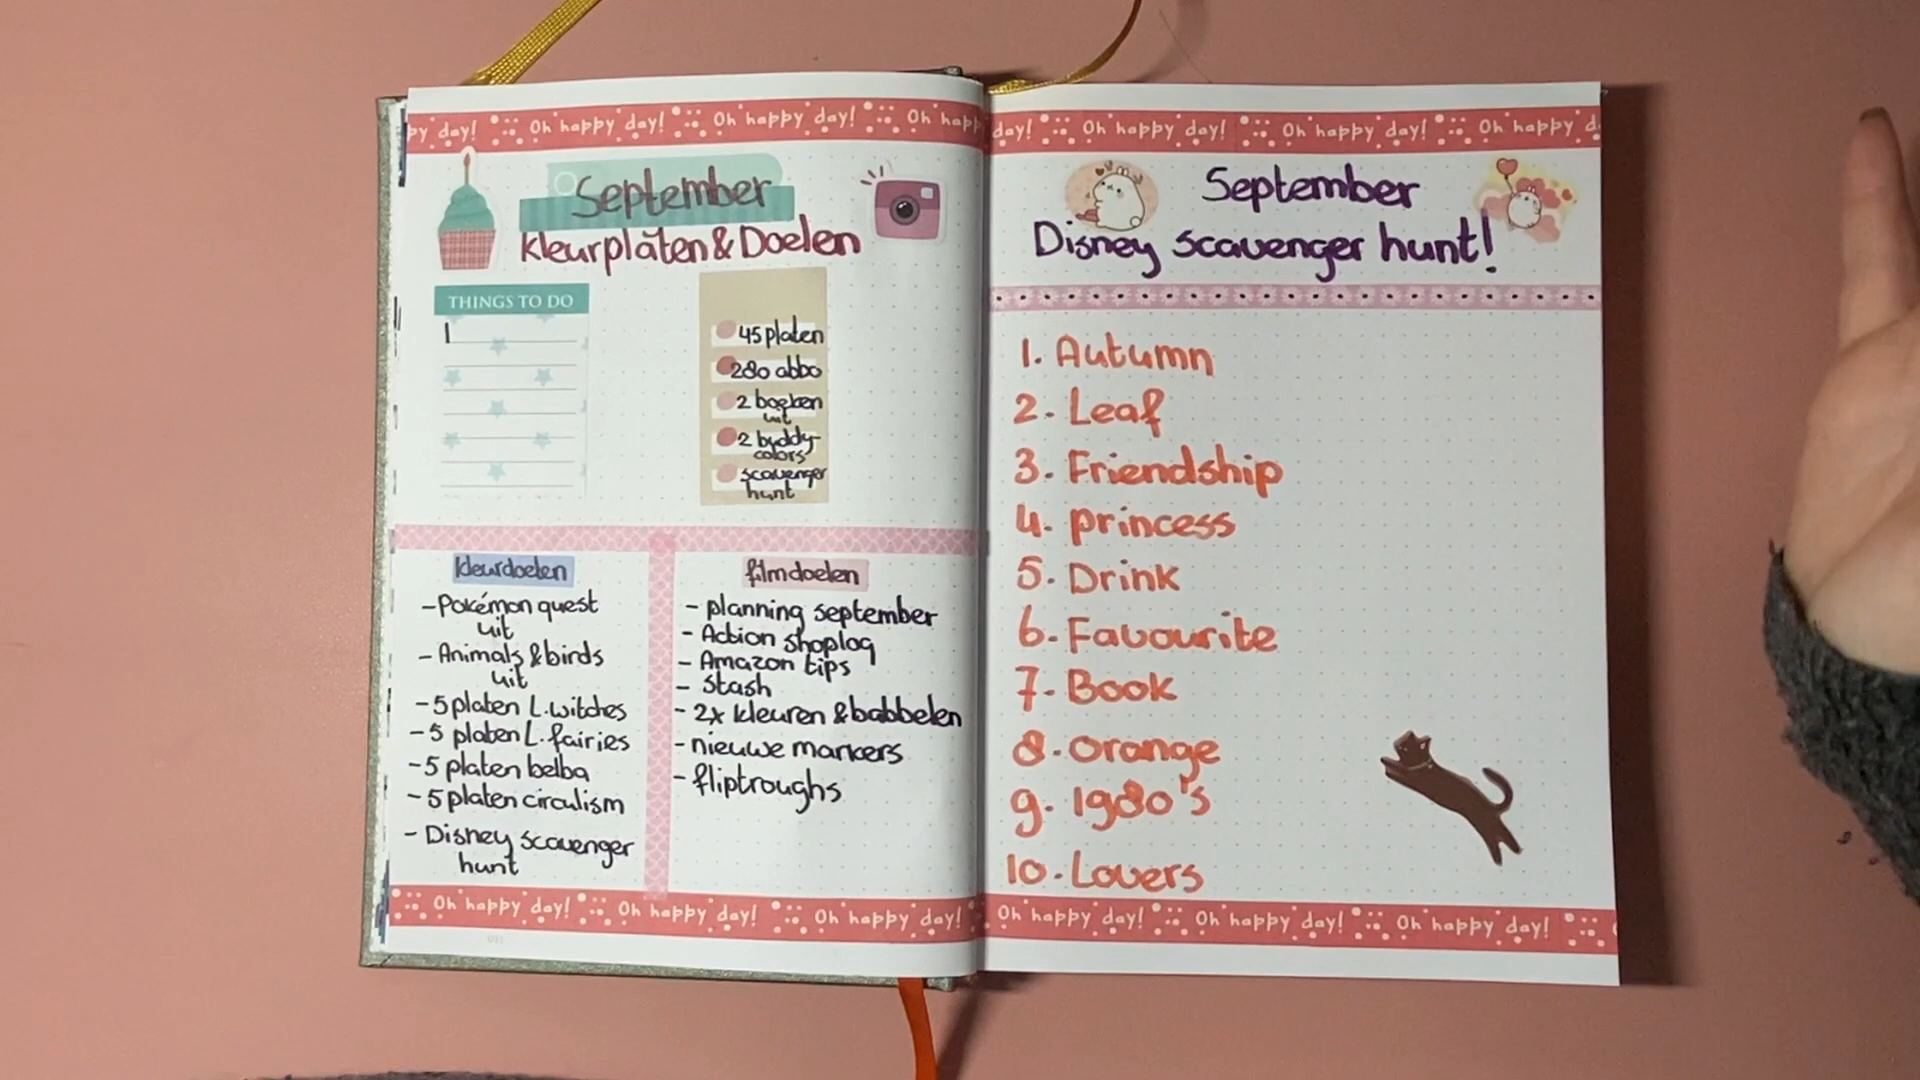 py day! Oh happy day! Oh happy day! Oh happy
September
kleurplaten & Doelen
THINGS TO DO
1
45 platen
280 abbo
2 boeken
uit
2 buddy-
colors
scavenger
hunt
kleurdoelen
-Pokémon quest
uit
- Animals & birds
uit
-5 platen L.witches
-5 platen L.fairies
-5 platen belba
-5 platen circulism
- Disney scavenger
hunt
filmdoelen
- planning september
- Action shoplog
- Amazon tips
- Stash
- 2x kleuren & babbelen
- nieuwe markers
- fliptroughs
Oh happy day! Oh happy day! Oh happy day!
day! Oh happy day! Oh happy day! Oh happy d
September
Disney scavenger hunt!
1. Autumn
2. Leaf
3. Friendship
4. princess
5. Drink
6. Favourite
7. Book
8. Orange
9. 1980's
10. Lovers
Oh happy day! Oh happy day! Oh happy day!